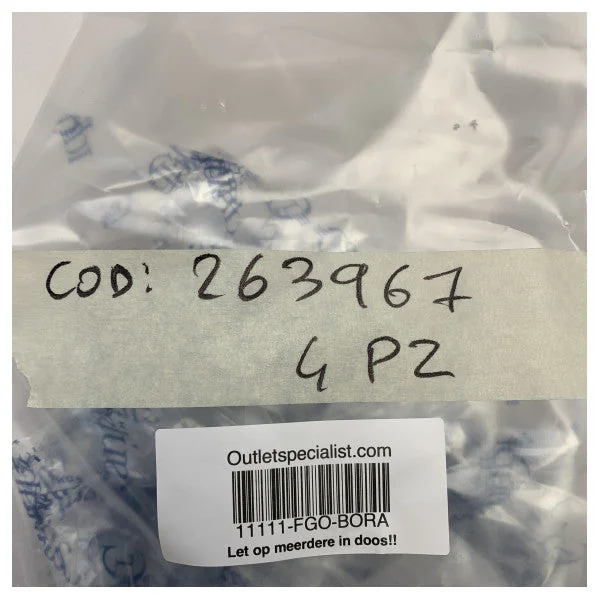 COD: 263967
4 PZ
Outletspecialist.com
11111-FGO-BORA
Let op meerdere in doos!!